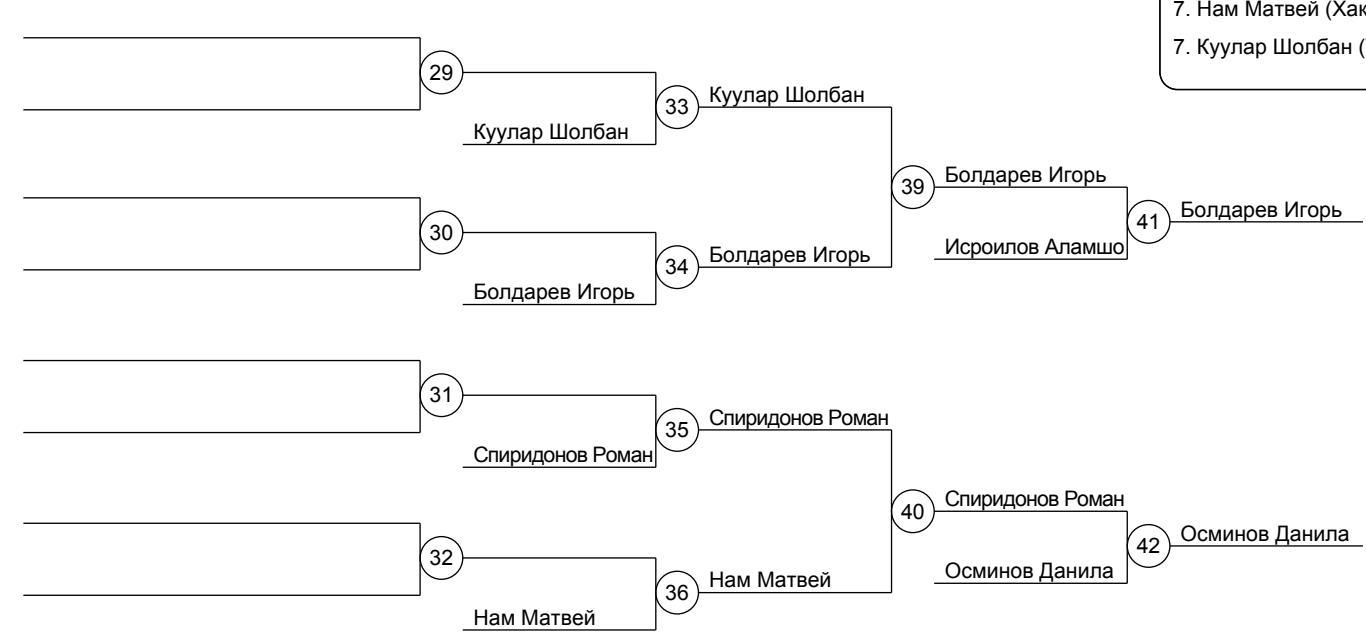 7. Нам Матвей (Хак
7. Куулар Шолбан (
29
33
Куулар Шолбан
Куулар Шолбан
39
Болдарев Игорь
41
Болдарев Игорь
30
34
Болдарев Игорь
Исроилов Аламшо
Болдарев Игорь
31
35
Спиридонов Роман
Спиридонов Роман
40
Спиридонов Роман
42
Осминов Данила
32
36
Нам Матвей
Осминов Данила
Нам Матвей